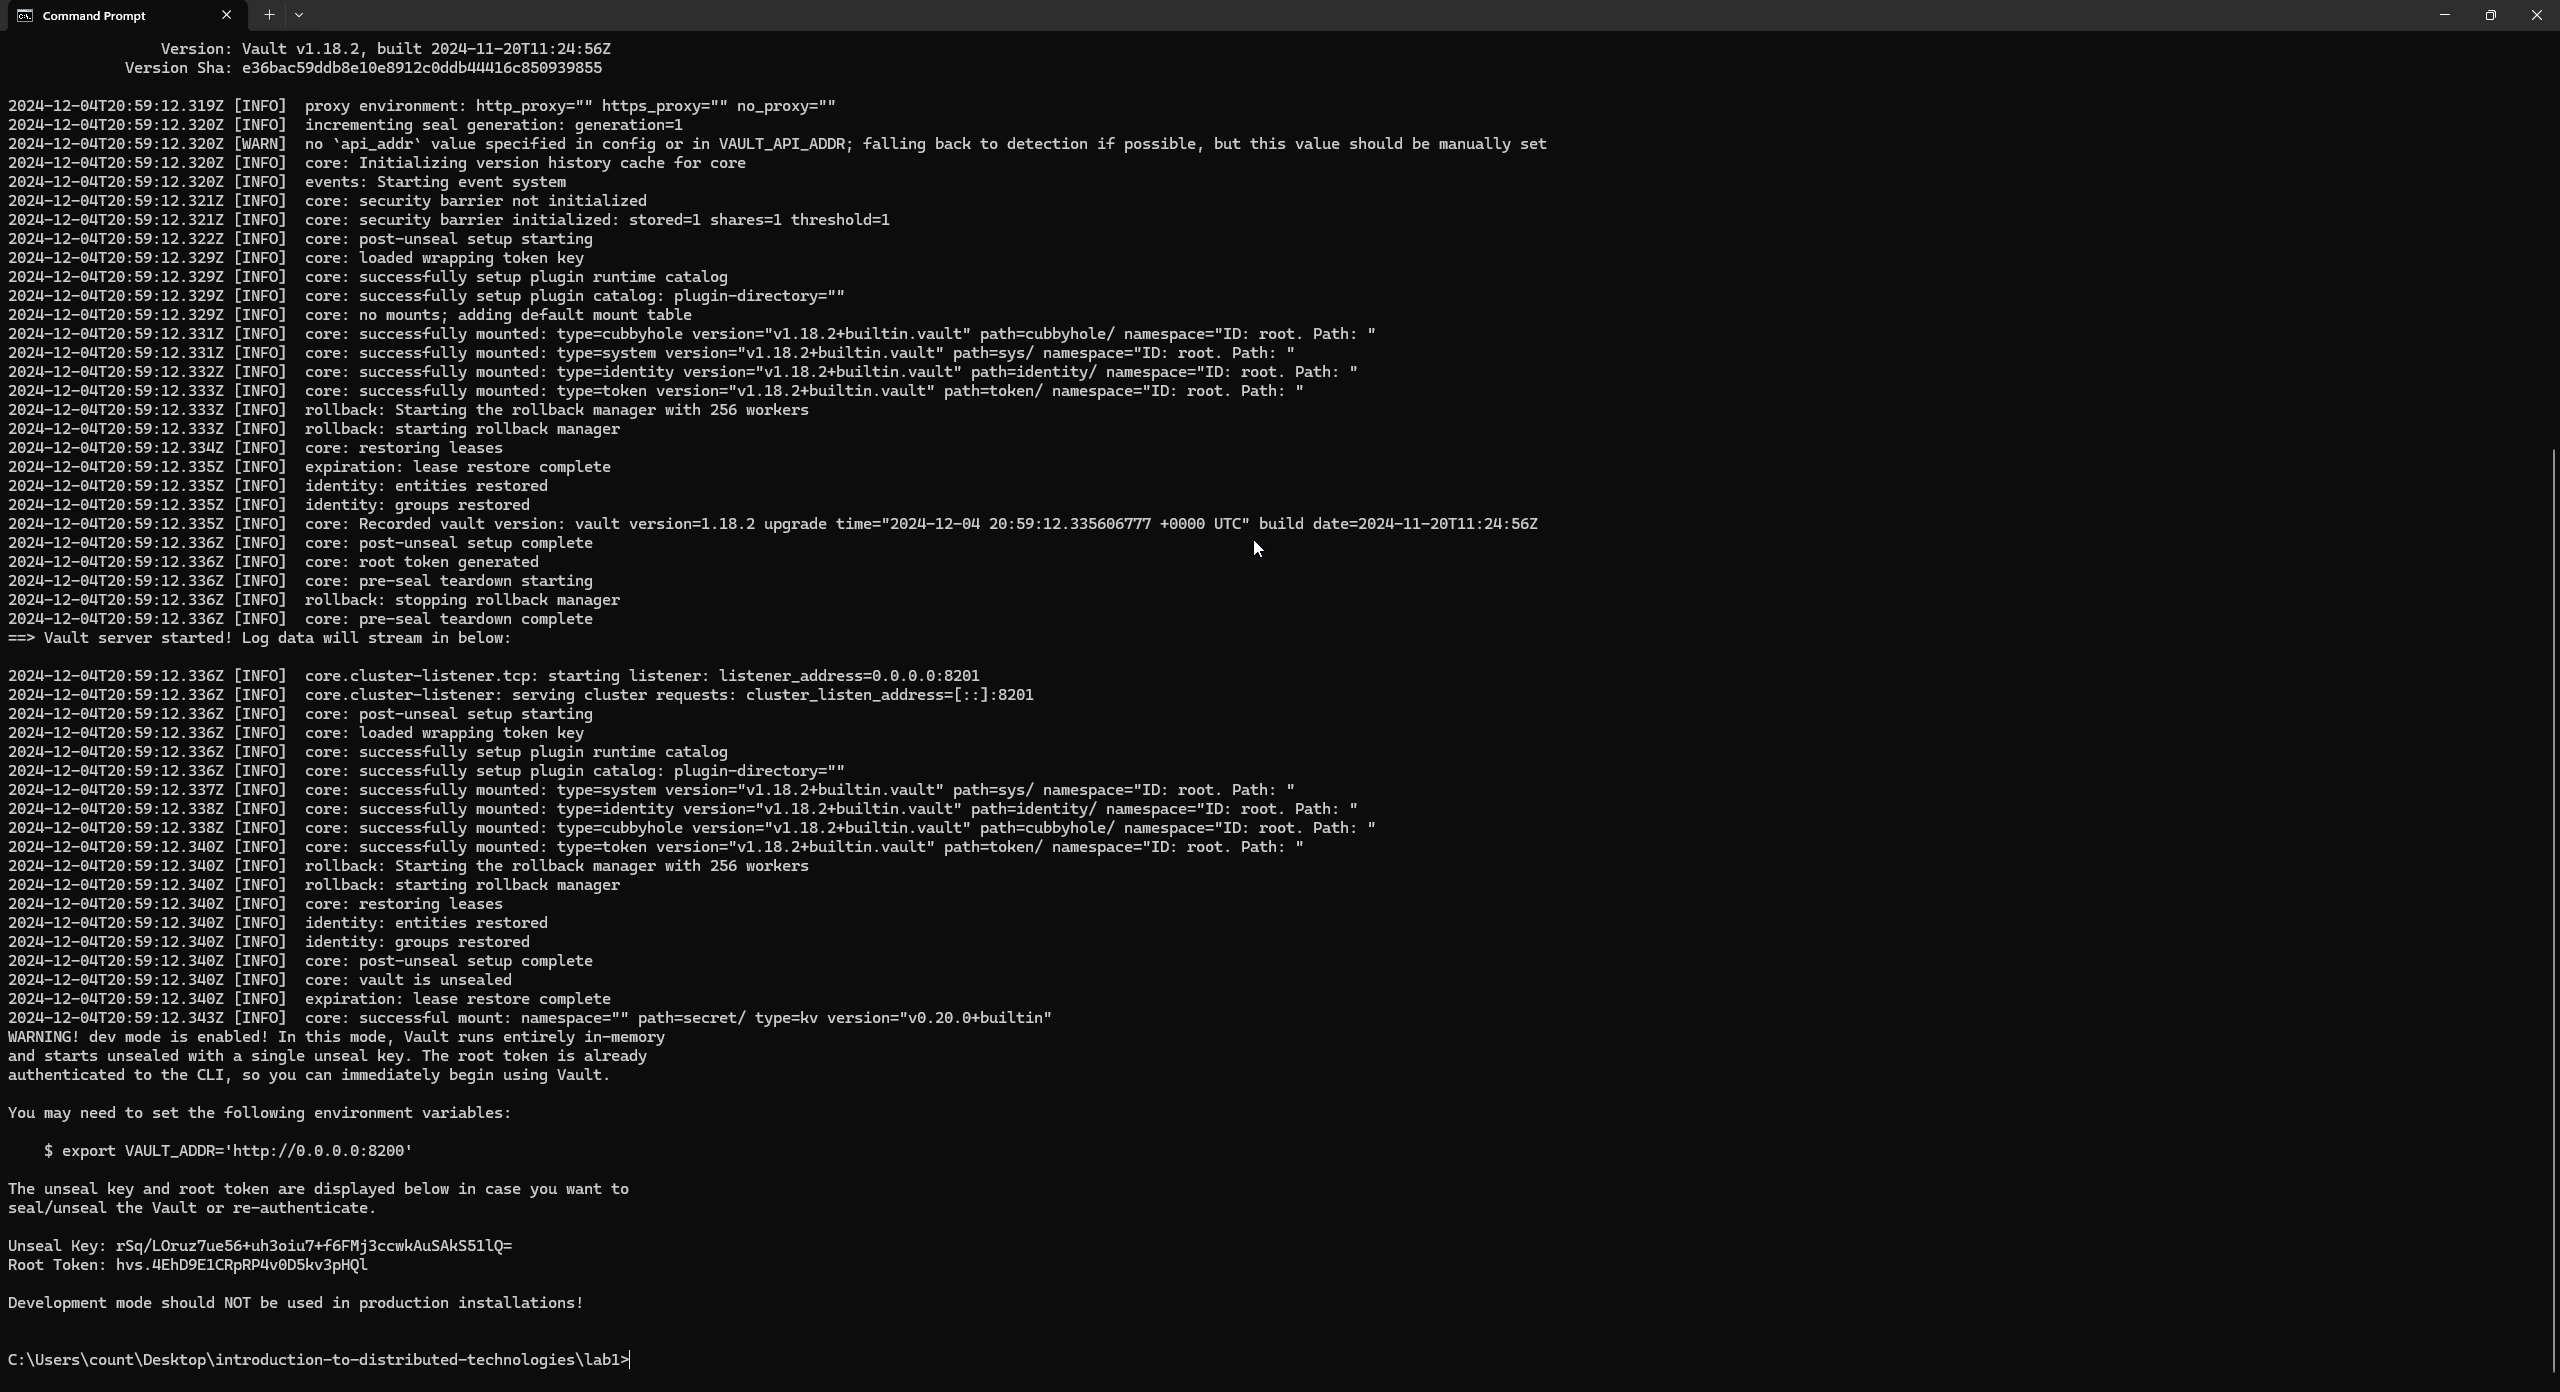 Command Prompt
Version: Vault v1.18.2, built 2024-11-20T11:24:56Z
Version Sha: e36bac59ddb8e10e8912c0ddb44416c850939855
2024-12-04T20:59:12.319Z [INFO]  proxy environment: http_proxy="" https_proxy="" no_proxy=""
2024-12-04T20:59:12.320Z [INFO]  incrementing seal generation: generation=1
2024-12-04T20:59:12.320Z [WARN]  no `api_addr` value specified in config or in VAULT_API_ADDR; falling back to detection if possible, but this value should be manually set
2024-12-04T20:59:12.320Z [INFO]  core: Initializing version history cache for core
2024-12-04T20:59:12.320Z [INFO]  events: Starting event system
2024-12-04T20:59:12.321Z [INFO]  core: security barrier not initialized
2024-12-04T20:59:12.321Z [INFO]  core: security barrier initialized: stored=1 shares=1 threshold=1
2024-12-04T20:59:12.322Z [INFO]  core: post-unseal setup starting
2024-12-04T20:59:12.329Z [INFO]  core: loaded wrapping token key
2024-12-04T20:59:12.329Z [INFO]  core: successfully setup plugin runtime catalog
2024-12-04T20:59:12.329Z [INFO]  core: successfully setup plugin catalog: plugin-directory=""
2024-12-04T20:59:12.329Z [INFO]  core: no mounts; adding default mount table
2024-12-04T20:59:12.331Z [INFO]  core: successfully mounted: type=cubbyhole version="v1.18.2+builtin.vault" path=cubbyhole/ namespace="ID: root. Path: "
2024-12-04T20:59:12.331Z [INFO]  core: successfully mounted: type=system version="v1.18.2+builtin.vault" path=sys/ namespace="ID: root. Path: "
2024-12-04T20:59:12.332Z [INFO]  core: successfully mounted: type=identity version="v1.18.2+builtin.vault" path=identity/ namespace="ID: root. Path: "
2024-12-04T20:59:12.333Z [INFO]  core: successfully mounted: type=token version="v1.18.2+builtin.vault" path=token/ namespace="ID: root. Path: "
2024-12-04T20:59:12.333Z [INFO]  rollback: Starting the rollback manager with 256 workers
2024-12-04T20:59:12.333Z [INFO]  rollback: starting rollback manager
2024-12-04T20:59:12.334Z [INFO]  core: restoring leases
2024-12-04T20:59:12.335Z [INFO]  expiration: lease restore complete
2024-12-04T20:59:12.335Z [INFO]  identity: entities restored
2024-12-04T20:59:12.335Z [INFO]  identity: groups restored
2024-12-04T20:59:12.335Z [INFO]  core: Recorded vault version: vault version=1.18.2 upgrade time="2024-12-04 20:59:12.335606777 +0000 UTC" build date=2024-11-20T11:24:56Z
2024-12-04T20:59:12.336Z [INFO]  core: post-unseal setup complete
2024-12-04T20:59:12.336Z [INFO]  core: root token generated
2024-12-04T20:59:12.336Z [INFO]  core: pre-seal teardown starting
2024-12-04T20:59:12.336Z [INFO]  rollback: stopping rollback manager
2024-12-04T20:59:12.336Z [INFO]  core: pre-seal teardown complete
==> Vault server started! Log data will stream in below:
2024-12-04T20:59:12.336Z [INFO]  core.cluster-listener.tcp: starting listener: listener_address=0.0.0.0:8201
2024-12-04T20:59:12.336Z [INFO]  core.cluster-listener: serving cluster requests: cluster_listen_address=[::]:8201
2024-12-04T20:59:12.336Z [INFO]  core: post-unseal setup starting
2024-12-04T20:59:12.336Z [INFO]  core: loaded wrapping token key
2024-12-04T20:59:12.336Z [INFO]  core: successfully setup plugin runtime catalog
2024-12-04T20:59:12.336Z [INFO]  core: successfully setup plugin catalog: plugin-directory=""
2024-12-04T20:59:12.337Z [INFO]  core: successfully mounted: type=system version="v1.18.2+builtin.vault" path=sys/ namespace="ID: root. Path: "
2024-12-04T20:59:12.338Z [INFO]  core: successfully mounted: type=identity version="v1.18.2+builtin.vault" path=identity/ namespace="ID: root. Path: "
2024-12-04T20:59:12.338Z [INFO]  core: successfully mounted: type=cubbyhole version="v1.18.2+builtin.vault" path=cubbyhole/ namespace="ID: root. Path: "
2024-12-04T20:59:12.340Z [INFO]  core: successfully mounted: type=token version="v1.18.2+builtin.vault" path=token/ namespace="ID: root. Path: "
2024-12-04T20:59:12.340Z [INFO]  rollback: Starting the rollback manager with 256 workers
2024-12-04T20:59:12.340Z [INFO]  rollback: starting rollback manager
2024-12-04T20:59:12.340Z [INFO]  core: restoring leases
2024-12-04T20:59:12.340Z [INFO]  identity: entities restored
2024-12-04T20:59:12.340Z [INFO]  identity: groups restored
2024-12-04T20:59:12.340Z [INFO]  core: post-unseal setup complete
2024-12-04T20:59:12.340Z [INFO]  core: vault is unsealed
2024-12-04T20:59:12.340Z [INFO]  expiration: lease restore complete
2024-12-04T20:59:12.343Z [INFO]  core: successful mount: namespace="" path=secret/ type=kv version="v0.20.0+builtin"
WARNING! dev mode is enabled! In this mode, Vault runs entirely in-memory
and starts unsealed with a single unseal key. The root token is already
authenticated to the CLI, so you can immediately begin using Vault.
You may need to set the following environment variables:
$ export VAULT_ADDR='http://0.0.0.0:8200'
The unseal key and root token are displayed below in case you want to
seal/unseal the Vault or re-authenticate.
Unseal Key: rSq/LOruz7ue56+uh3oiu7+f6FMj3ccwkAuSAkS51lQ=
Root Token: hvs.4EhD9E1CRpRP4v0D5kv3pHQl
Development mode should NOT be used in production installations!
C:\Users\count\Desktop\introduction-to-distributed-technologies\lab1>